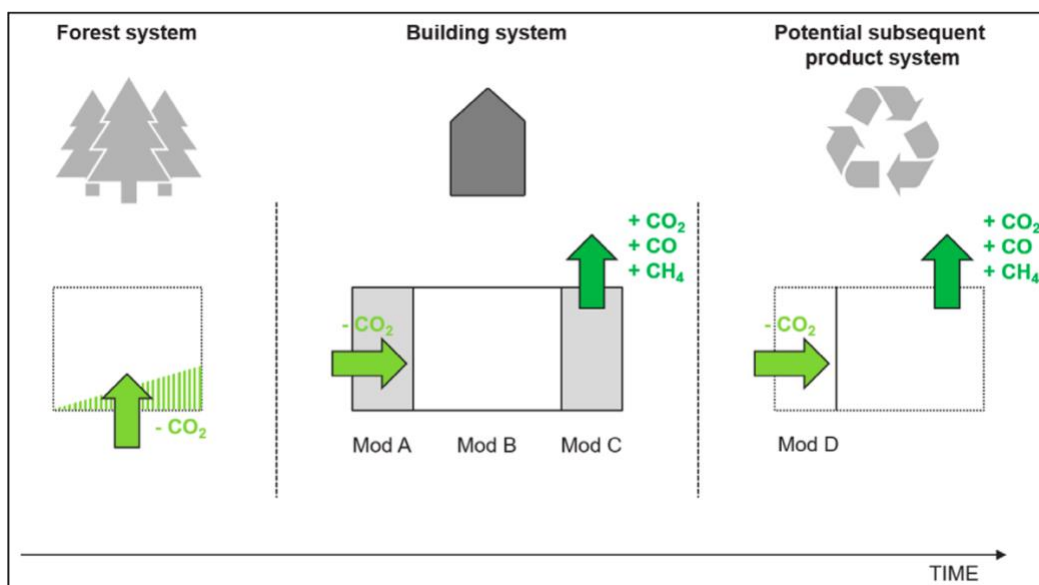 Forest system
Building system
Potential subsequent
product system
+ CO₂
+ CO
+ CH₄
+ CO₂
+ CO
+ CH₄
- CO₂
- CO₂
- CO₂
Mod A
Mod B
Mod C
Mod D
TIME